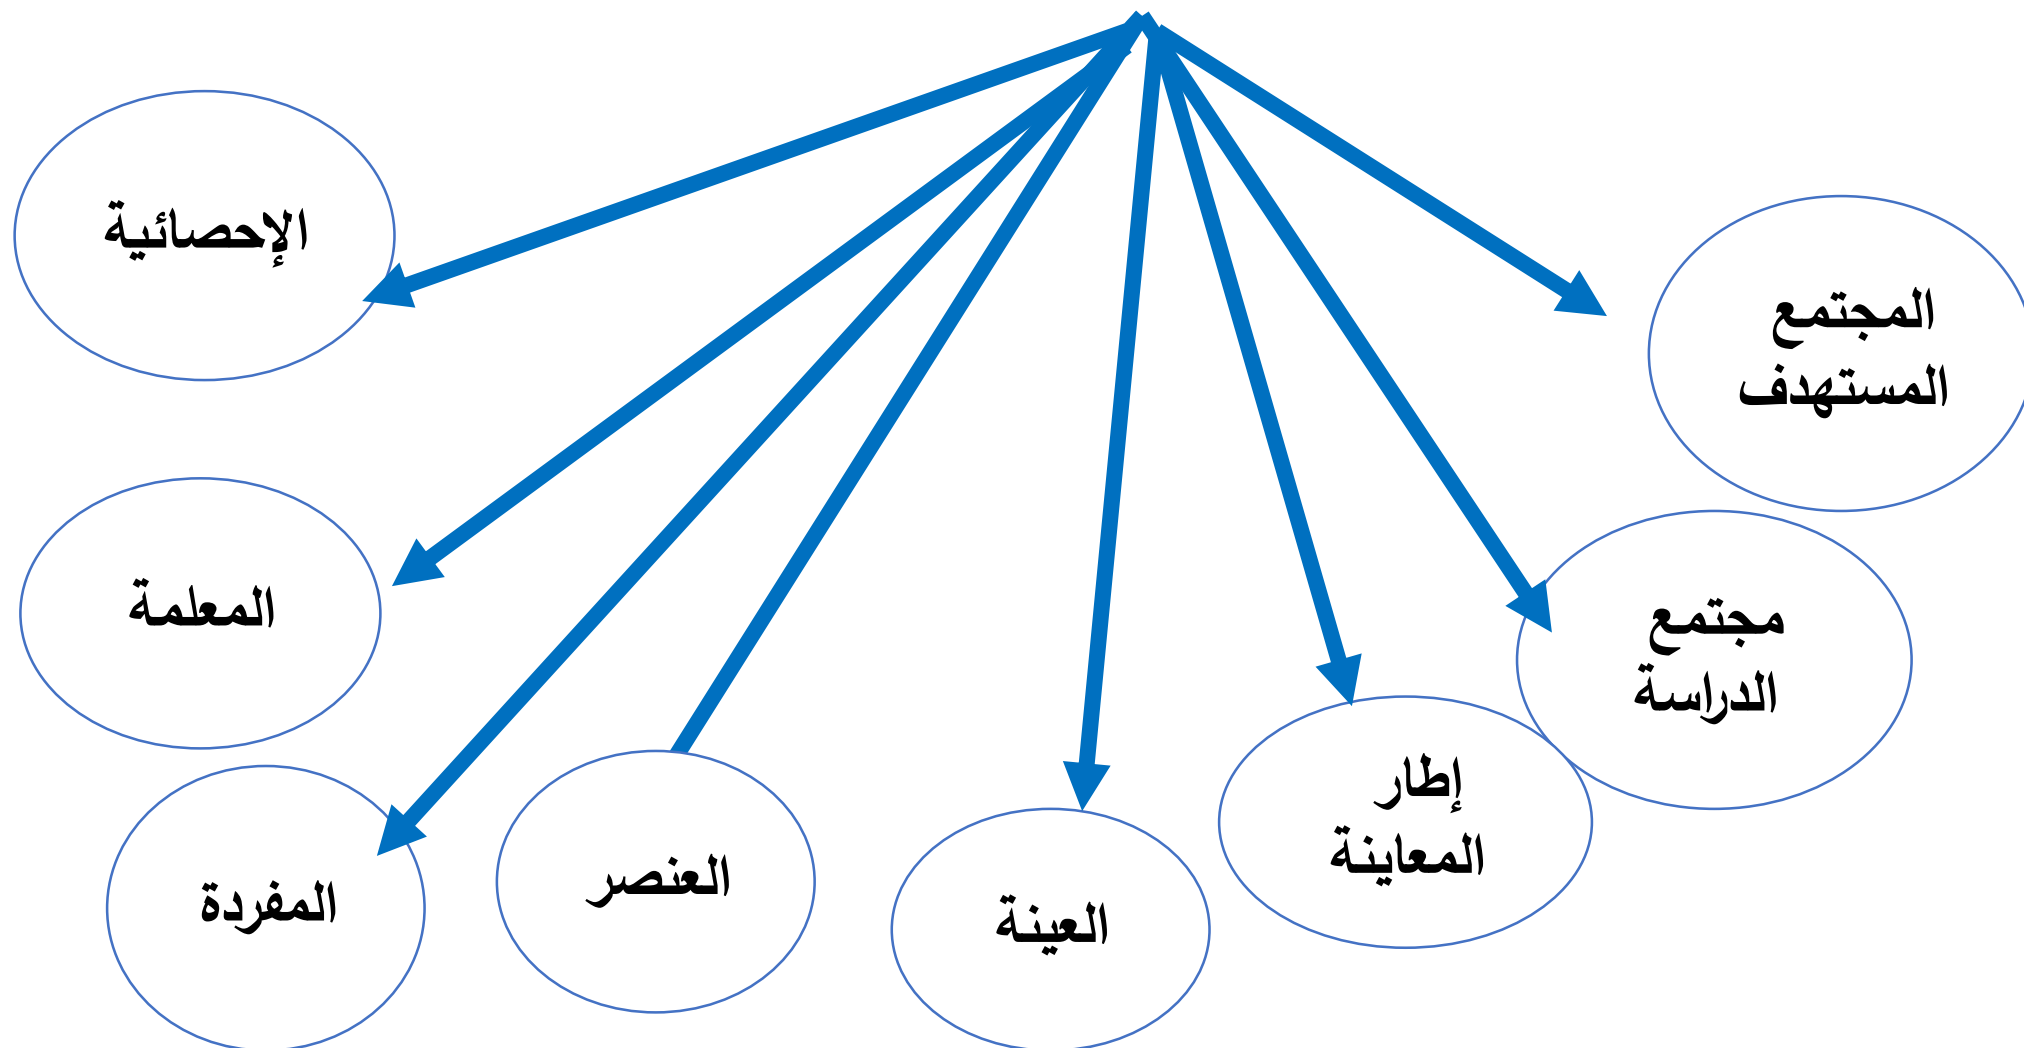 المجتمع
المستهدف
مجتمع
الدراسة
إطار
المعاينة
العينة
العنصر
المفردة
المعلمة
الإحصائية